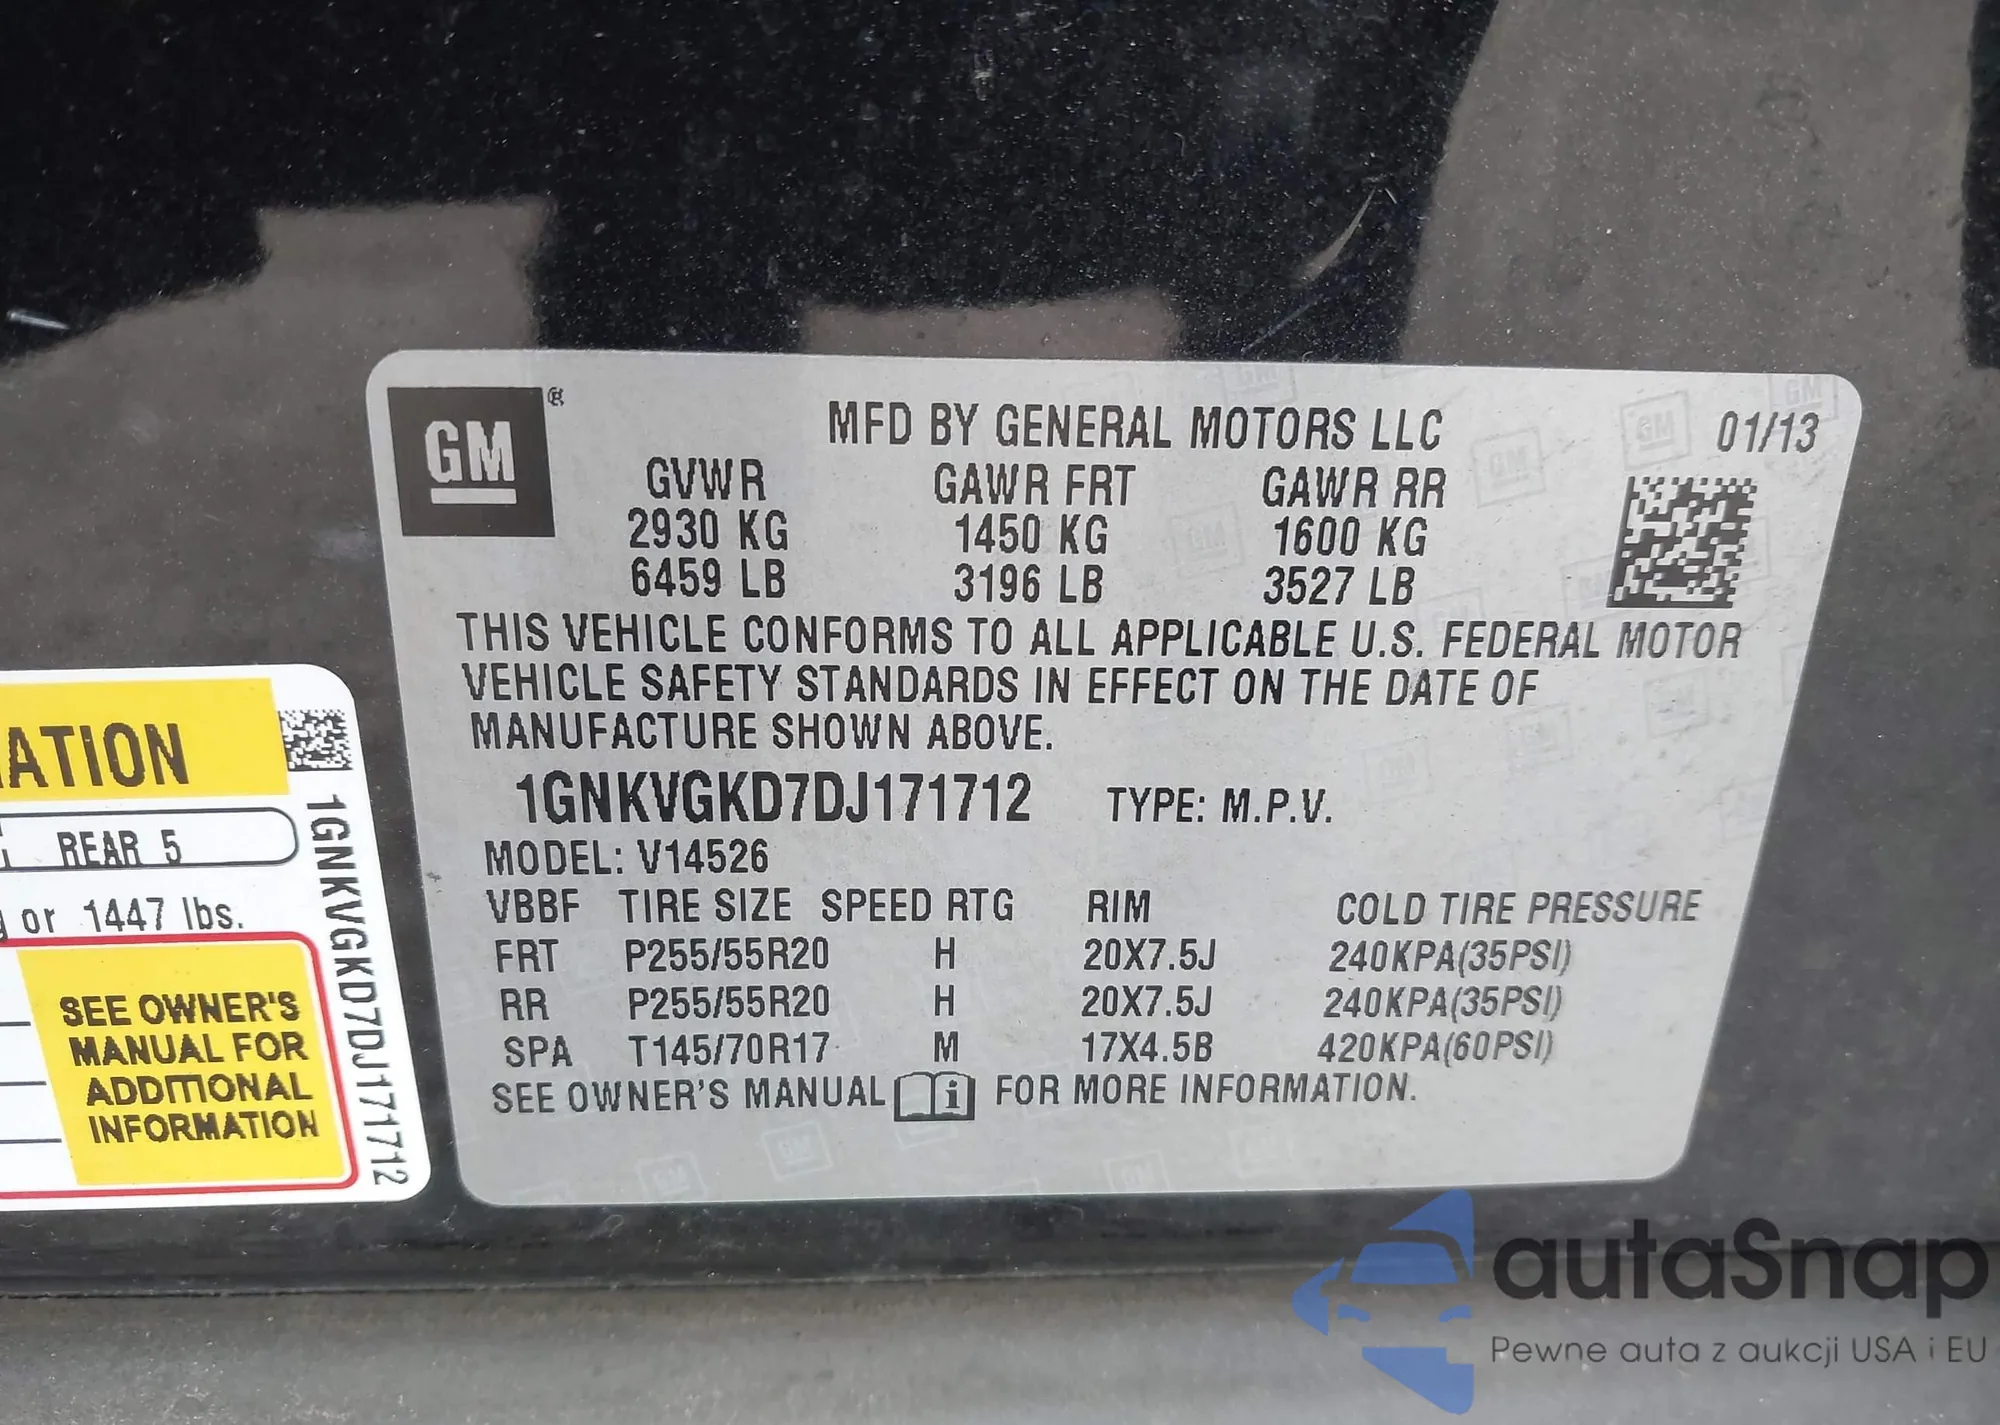 GM
®
MFD BY GENERAL MOTORS LLC 01/13
GVWR GAWR FRT GAWR RR
2930 KG 1450 KG 1600 KG
6459 LB 3196 LB 3527 LB
THIS VEHICLE CONFORMS TO ALL APPLICABLE U.S. FEDERAL MOTOR
VEHICLE SAFETY STANDARDS IN EFFECT ON THE DATE OF
MANUFACTURE SHOWN ABOVE.
1GNKVGKD7DJ171712 TYPE: M.P.V.
MODEL: V14526
VBBF TIRE SIZE SPEED RTG RIM COLD TIRE PRESSURE
FRT P255/55R20 H 20X7.5J 240KPA(35PSI)
RR P255/55R20 H 20X7.5J 240KPA(35PSI)
SPA T145/70R17 M 17X4.5B 420KPA(60PSI)
SEE OWNER'S MANUAL i FOR MORE INFORMATION.
ATION
REAR 5
or 1447 lbs.
SEE OWNER'S
MANUAL FOR
ADDITIONAL
INFORMATION
1GNKVGKD7DJ171712
autaSnap
Pewne auta z aukcji USA i EU